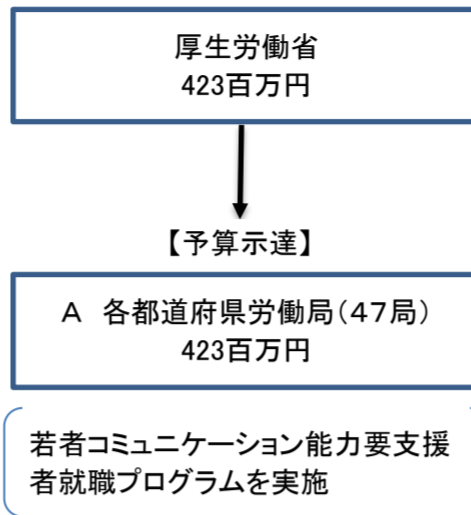 厚生労働省
423百万円
【予算示達】
A 各都道府県労働局(47局)
423百万円
若者コミュニケーション能力要支援
者就職プログラムを実施